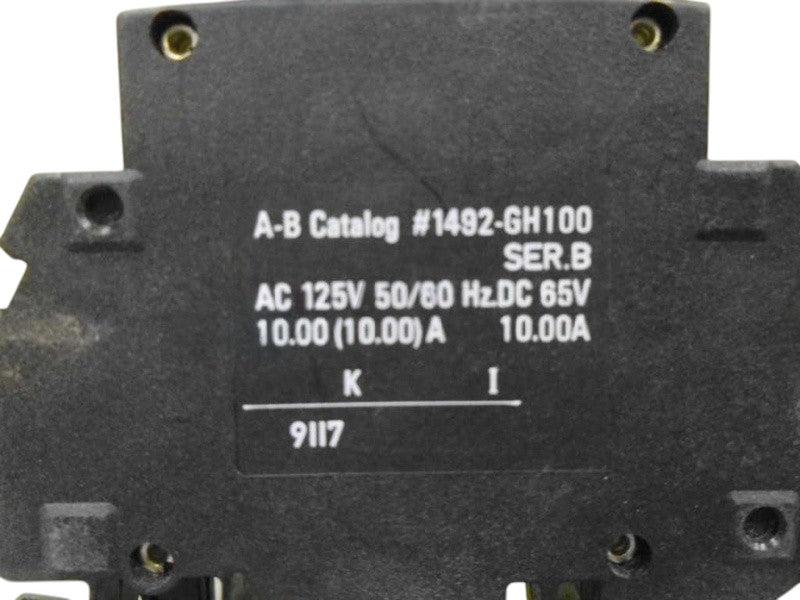 A-B Catalog #1492-GH100
SER.B
AC 125V 50/60 Hz.DC 65V
10.00 (10.00) A 10.00A
K I
9117